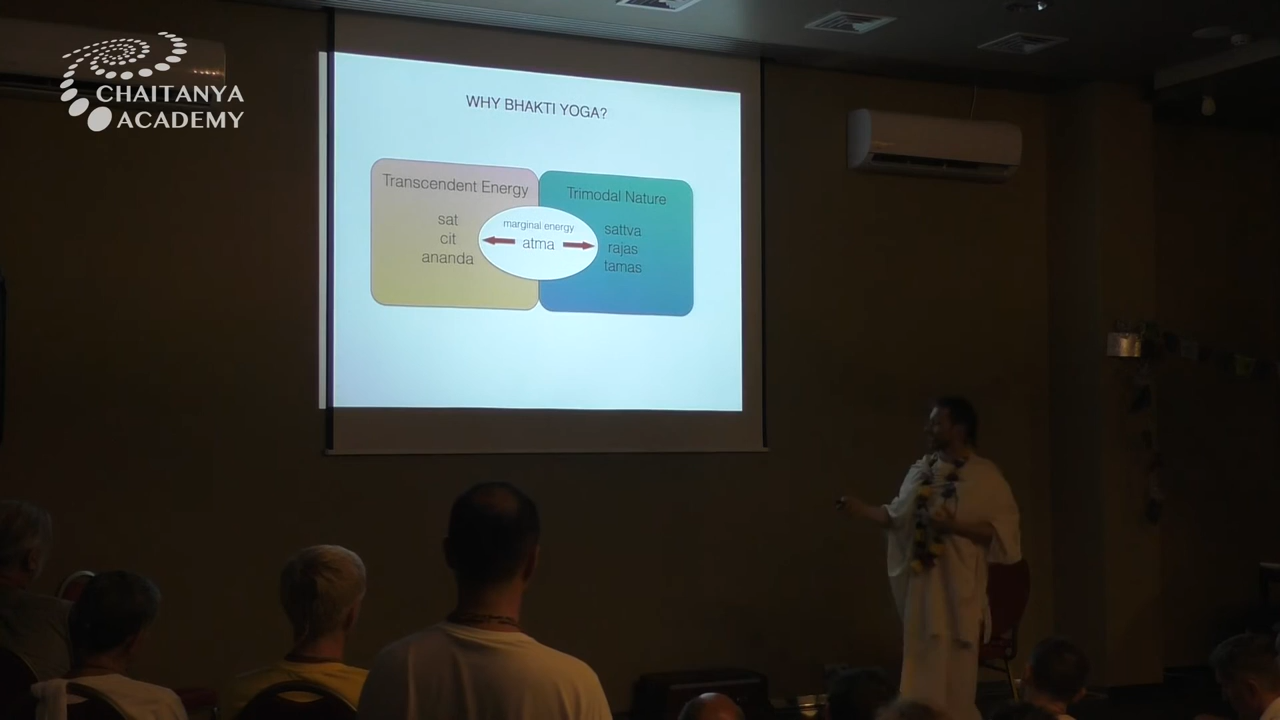 CHAITANYA
ACADEMY
WHY BHAKTI YOGA?
Transcendent Energy
sat
cit
ananda
marginal energy
atma
Trimodal Nature
sattva
rajas
tamas